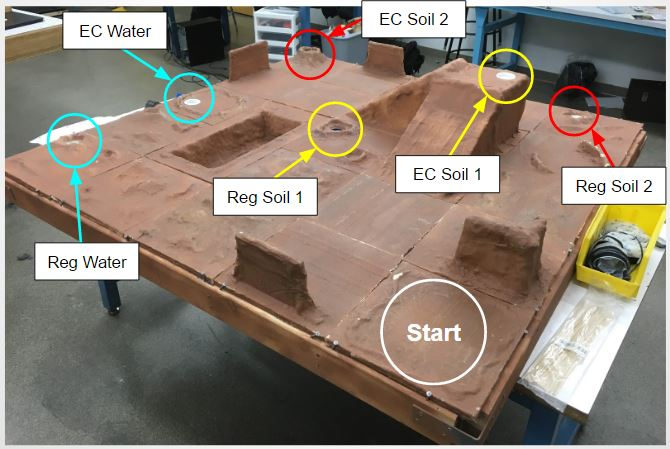 EC Water
EC Soil 2
Reg Soil 1
EC Soil 1
Reg Soil 2
Reg Water
Start